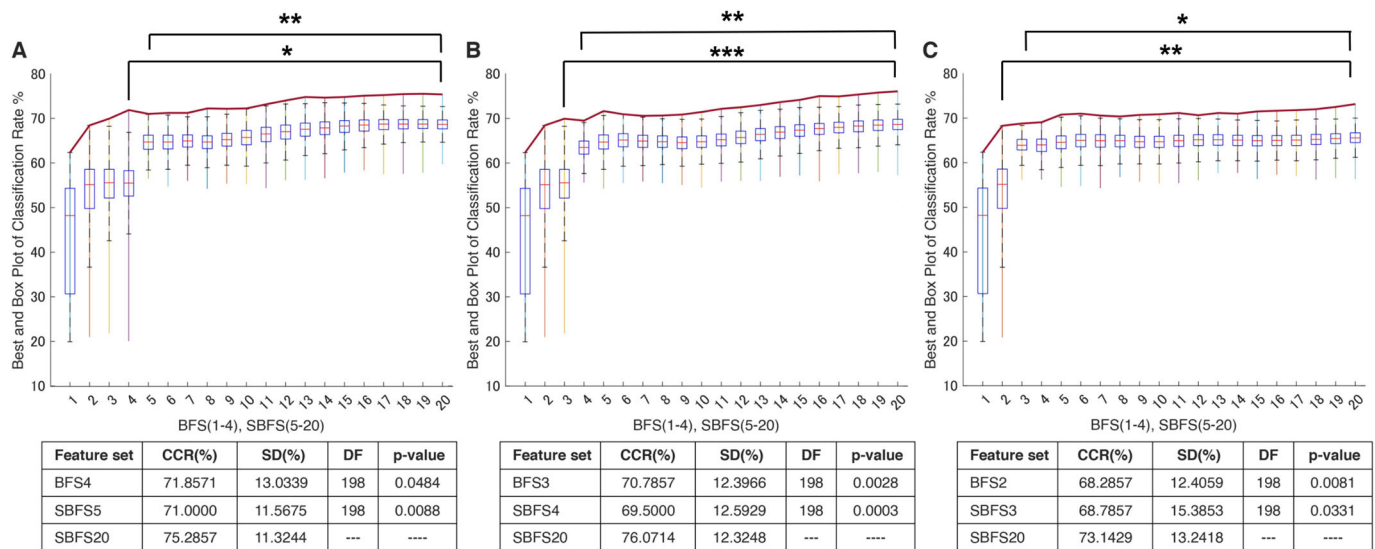 A
**
*
Best and Box Plot of Classification Rate %
80
70
60
50
40
30
20
10
1 2 3 4 5 6 7 8 9 10 11 12 13 14 15 16 17 18 19 20
BFS(1-4), SBFS(5-20)
Feature set CCR(%) SD(%) DF p-value
BFS4 71.8571 13.0339 198 0.0484
SBFS5 71.0000 11.5675 198 0.0088
SBFS20 75.2857 11.3244 --- ----
B
**
***
Best and Box Plot of Classification Rate %
80
70
60
50
40
30
20
10
1 2 3 4 5 6 7 8 9 10 11 12 13 14 15 16 17 18 19 20
BFS(1-4), SBFS(5-20)
Feature set CCR(%) SD(%) DF p-value
BFS3 70.7857 12.3966 198 0.0028
SBFS4 69.5000 12.5929 198 0.0003
SBFS20 76.0714 12.3248 --- ----
C
*
**
Best and Box Plot of Classification Rate %
80
70
60
50
40
30
20
10
1 2 3 4 5 6 7 8 9 10 11 12 13 14 15 16 17 18 19 20
BFS(1-4), SBFS(5-20)
Feature set CCR(%) SD(%) DF p-value
BFS2 68.2857 12.4059 198 0.0081
SBFS3 68.7857 15.3853 198 0.0331
SBFS20 73.1429 13.2418 --- ----